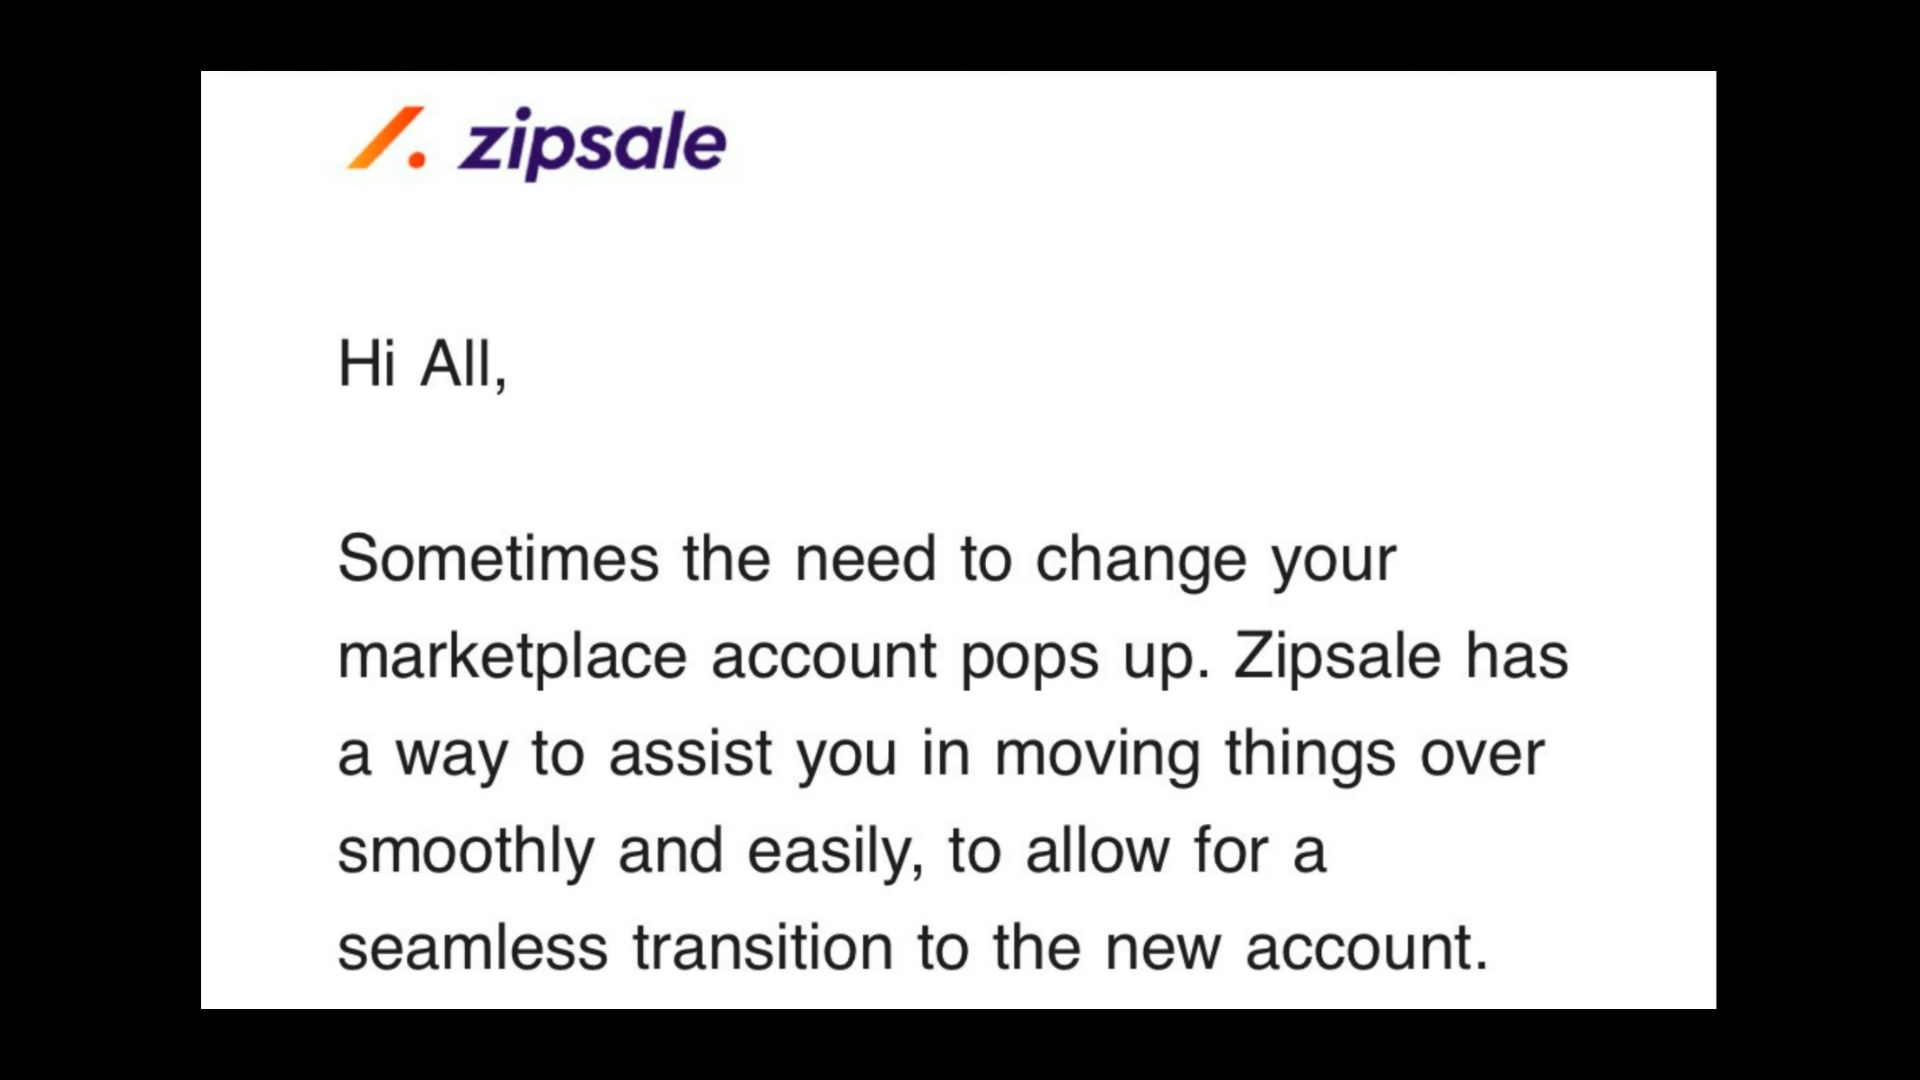 zipsale
Hi All,
Sometimes the need to change your
marketplace account pops up. Zipsale has
a way to assist you in moving things over
smoothly and easily, to allow for a
seamless transition to the new account.